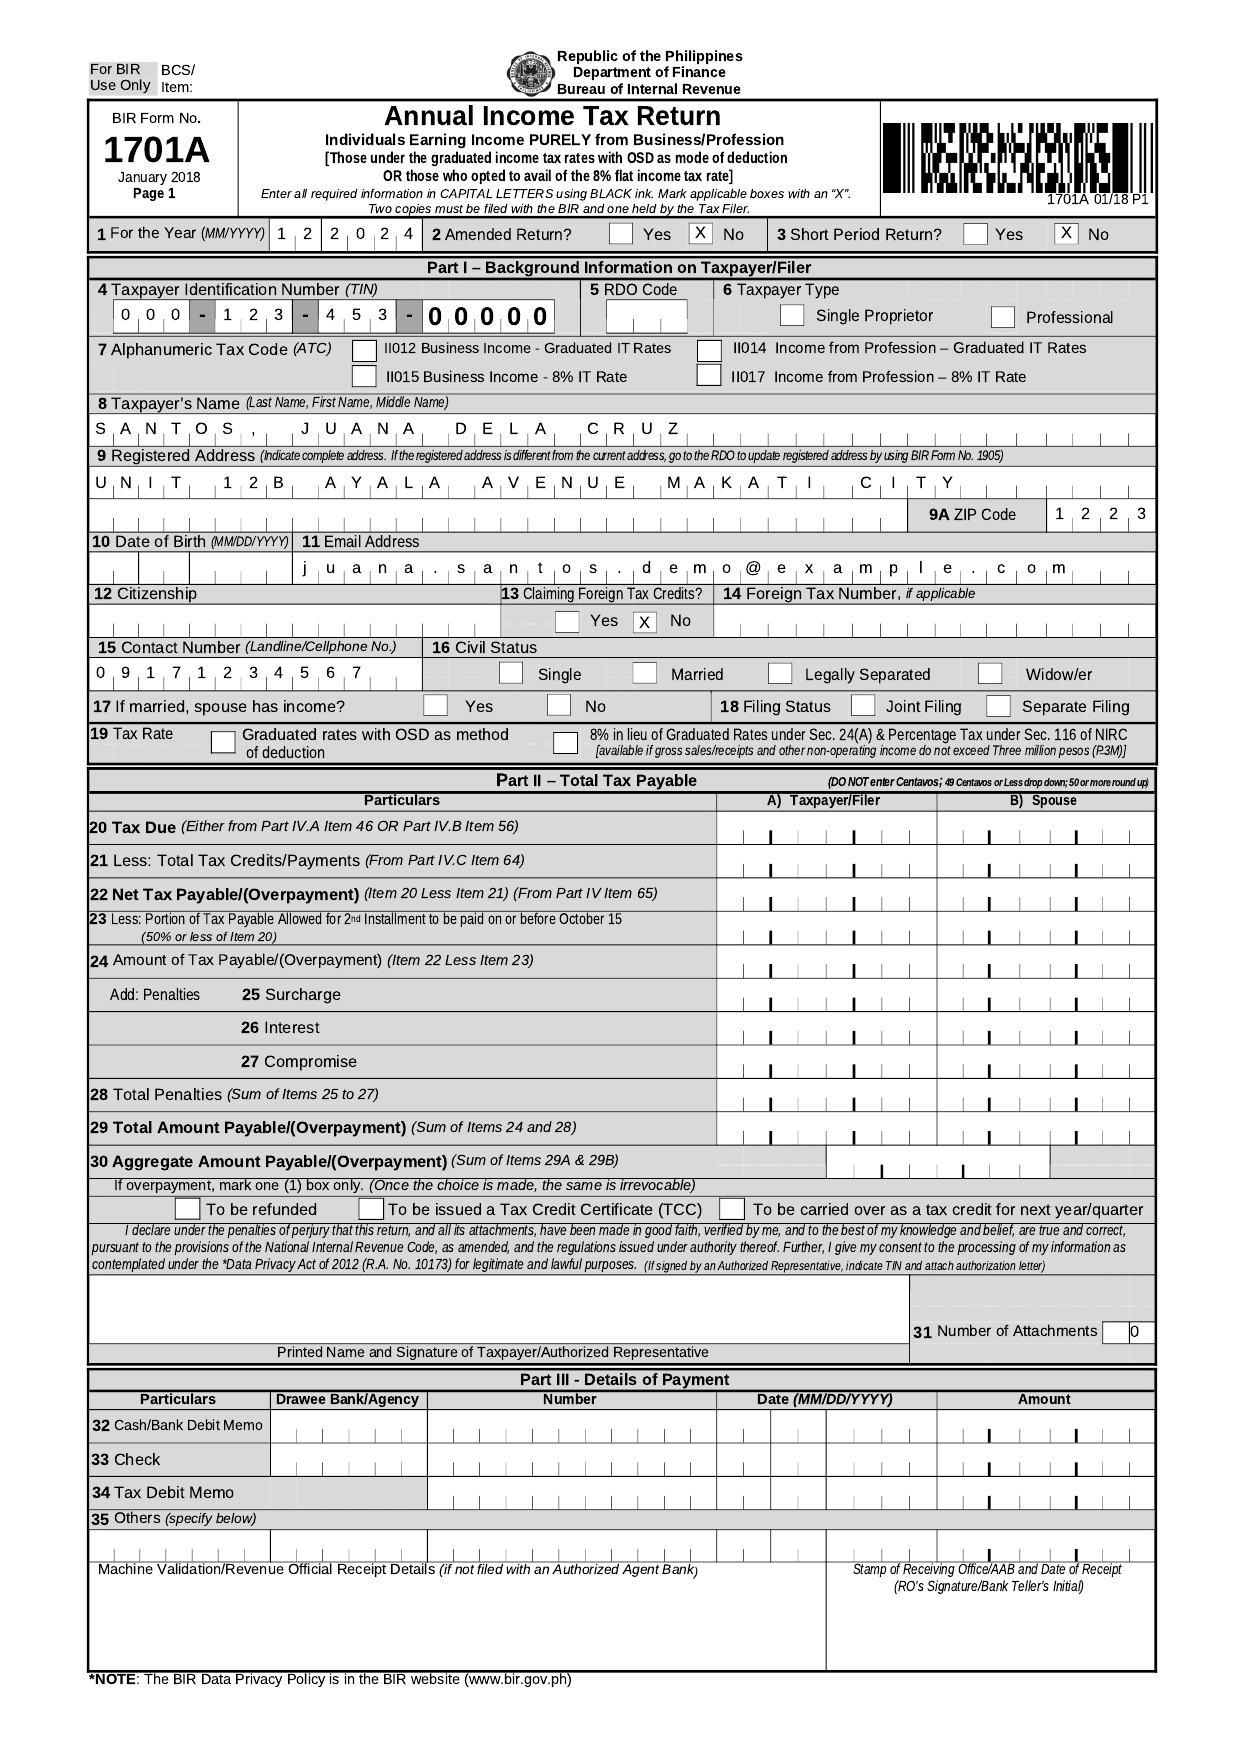 Republic of the Philippines
Department of Finance
Bureau of Internal Revenue
For BIR Use Only
BCS/ Item:
BIR Form No.
1701A
January 2018
Page 1
Annual Income Tax Return
Individuals Earning Income PURELY from Business/Profession
[Those under the graduated income tax rates with OSD as mode of deduction
OR those who opted to avail of the 8% flat income tax rate]
Enter all required information in CAPITAL LETTERS using BLACK ink. Mark applicable boxes with an “X”.
Two copies must be filed with the BIR and one held by the Tax Filer.
1701A 01/18 P1
1 For the Year (MM/YYYY) 1 2 2 0 2 4 2 Amended Return? Yes X No 3 Short Period Return? Yes X No
Part I – Background Information on Taxpayer/Filer
4 Taxpayer Identification Number (TIN) 5 RDO Code 6 Taxpayer Type
0 0 0 - 1 2 3 - 4 5 3 - 0 0 0 0 0 Single Proprietor Professional
7 Alphanumeric Tax Code (ATC) II012 Business Income - Graduated IT Rates II014 Income from Profession – Graduated IT Rates
II015 Business Income - 8% IT Rate II017 Income from Profession – 8% IT Rate
8 Taxpayer's Name (Last Name, First Name, Middle Name)
SANTOS, JUANA DELA CRUZ
9 Registered Address (Indicate complete address. If the registered address is different from the current address, go to the RDO to update registered address by using BIR Form No. 1905)
UNIT 12B AYALA AVENUE MAKATI CITY
9A ZIP Code 1 2 2 3
10 Date of Birth (MM/DD/YYYY) 11 Email Address
juana.santos.demo@example.com
12 Citizenship 13 Claiming Foreign Tax Credits? 14 Foreign Tax Number, if applicable
Yes X No
15 Contact Number (Landline/Cellphone No.) 16 Civil Status
09171234567 Single Married Legally Separated Widow/er
17 If married, spouse has income? Yes No 18 Filing Status Joint Filing Separate Filing
19 Tax Rate Graduated rates with OSD as method 8% in lieu of Graduated Rates under Sec. 24(A) & Percentage Tax under Sec. 116 of NIRC
of deduction [available if gross sales/receipts and other non-operating income do not exceed Three million pesos (P3M)]
Part II – Total Tax Payable (DO NOT enter Centavos; 49 Centavos or Less drop down; 50 or more round up)
Particulars A) Taxpayer/Filer B) Spouse
20 Tax Due (Either from Part IV.A Item 46 OR Part IV.B Item 56)
21 Less: Total Tax Credits/Payments (From Part IV.C Item 64)
22 Net Tax Payable/(Overpayment) (Item 20 Less Item 21) (From Part IV Item 65)
23 Less: Portion of Tax Payable Allowed for 2nd Installment to be paid on or before October 15
(50% or less of Item 20)
24 Amount of Tax Payable/(Overpayment) (Item 22 Less Item 23)
Add: Penalties 25 Surcharge
26 Interest
27 Compromise
28 Total Penalties (Sum of Items 25 to 27)
29 Total Amount Payable/(Overpayment) (Sum of Items 24 and 28)
30 Aggregate Amount Payable/(Overpayment) (Sum of Items 29A & 29B)
If overpayment, mark one (1) box only. (Once the choice is made, the same is irrevocable)
To be refunded To be issued a Tax Credit Certificate (TCC) To be carried over as a tax credit for next year/quarter
I declare under the penalties of perjury that this return, and all its attachments, have been made in good faith, verified by me, and to the best of my knowledge and belief, are true and correct,
pursuant to the provisions of the National Internal Revenue Code, as amended, and the regulations issued under authority thereof. Further, I give my consent to the processing of my information as
contemplated under the *Data Privacy Act of 2012 (R.A. No. 10173) for legitimate and lawful purposes. (If signed by an Authorized Representative, indicate TIN and attach authorization letter)
31 Number of Attachments 0
Printed Name and Signature of Taxpayer/Authorized Representative
Part III - Details of Payment
Particulars Drawee Bank/Agency Number Date (MM/DD/YYYY) Amount
32 Cash/Bank Debit Memo
33 Check
34 Tax Debit Memo
35 Others (specify below)
Machine Validation/Revenue Official Receipt Details (if not filed with an Authorized Agent Bank)
Stamp of Receiving Office/AAB and Date of Receipt
(RO's Signature/Bank Teller's Initial)
*NOTE: The BIR Data Privacy Policy is in the BIR website (www.bir.gov.ph)